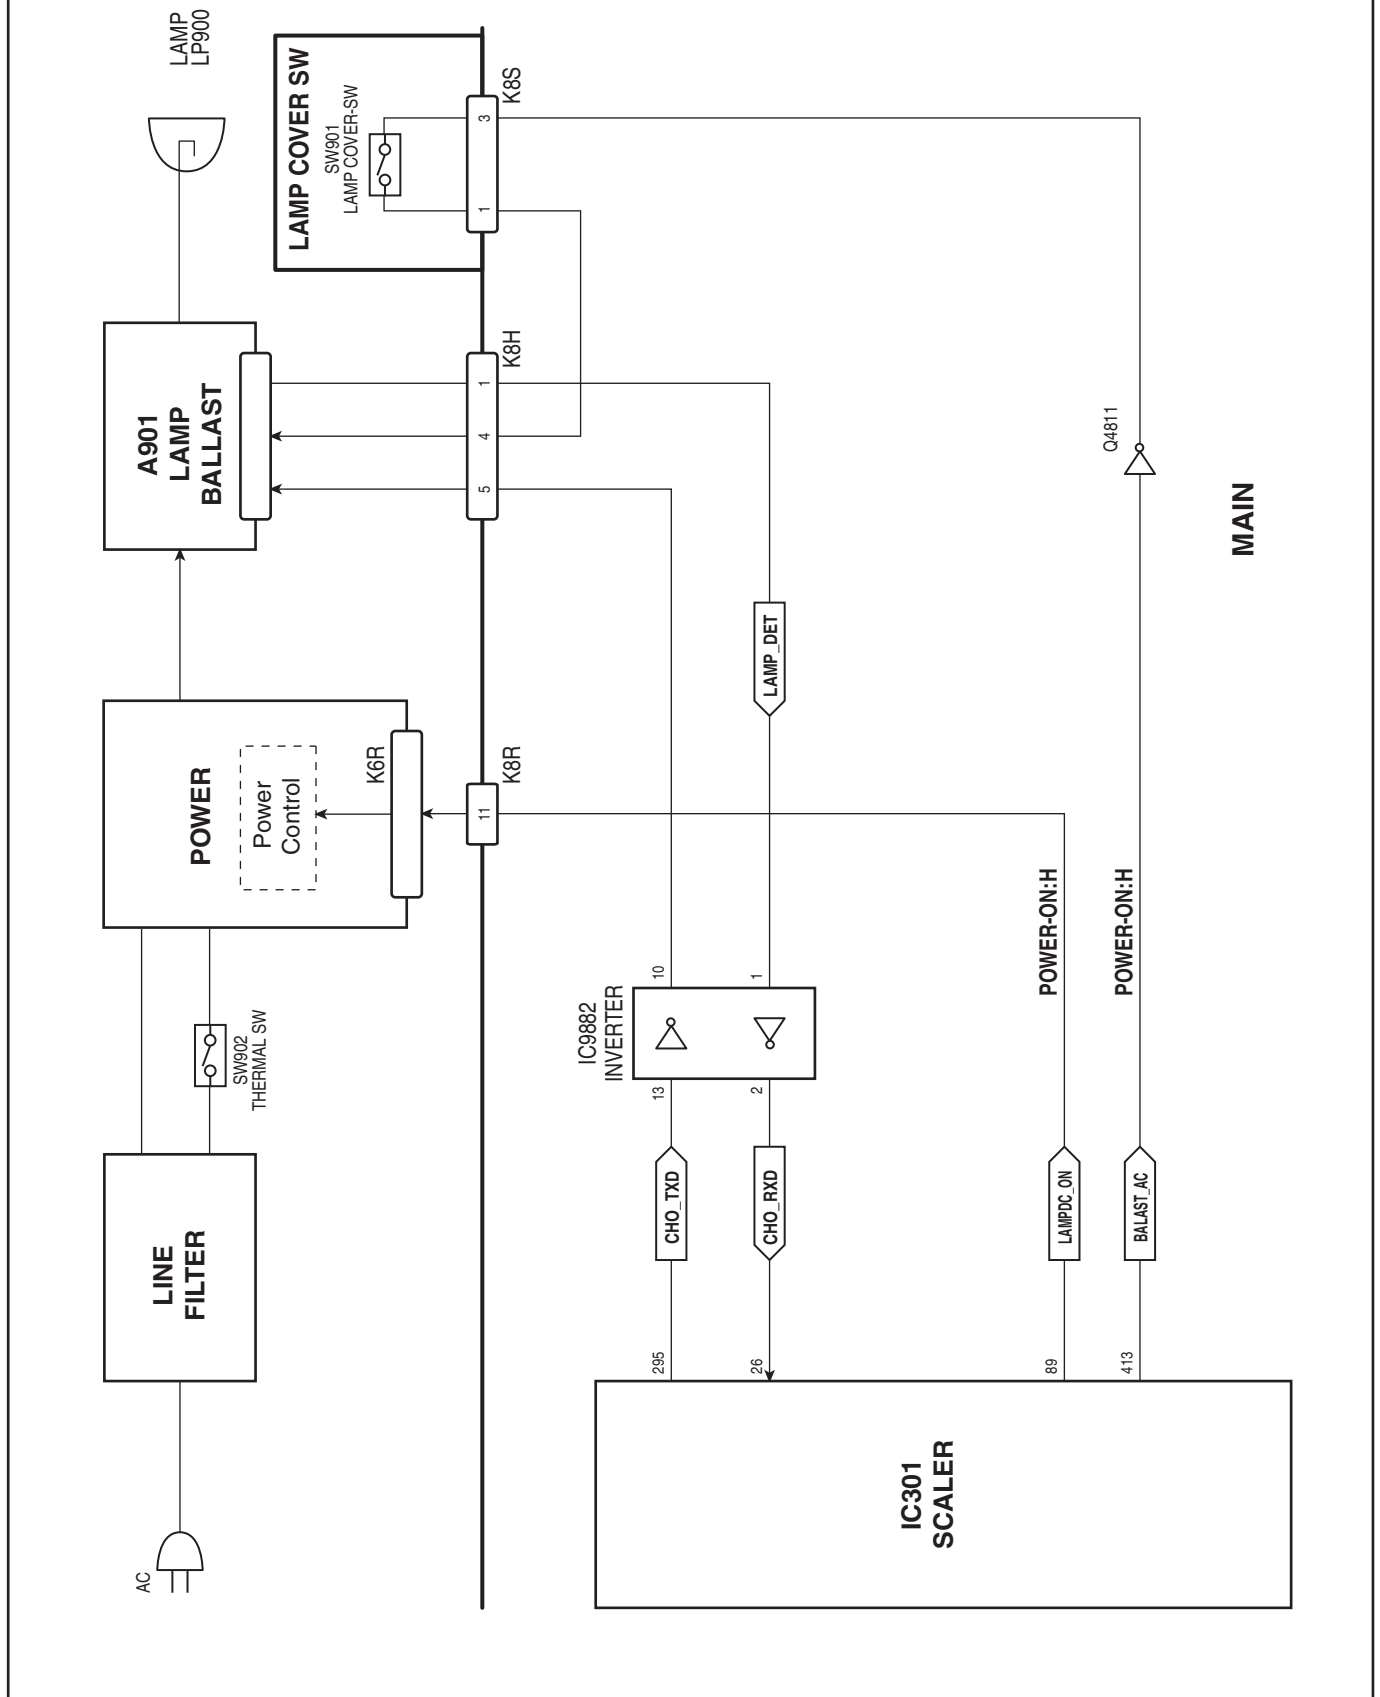 AC
LINE
FILTER
SW902
THERMAL SW
POWER
Power
Control
K6R
A901
LAMP
BALLAST
LAMP
LP900
LAMP COVER SW
SW901
LAMP COVER-SW
K8R
11
K8H
5
4
1
K8S
1
3
IC9882
INVERTER
13
10
2
1
CHO_TXD
CHO_RXD
LAMP_DET
LAMPDC_ON
BALAST_AC
POWER-ON:H
POWER-ON:H
Q4811
295
26
89
413
IC301
SCALER
MAIN